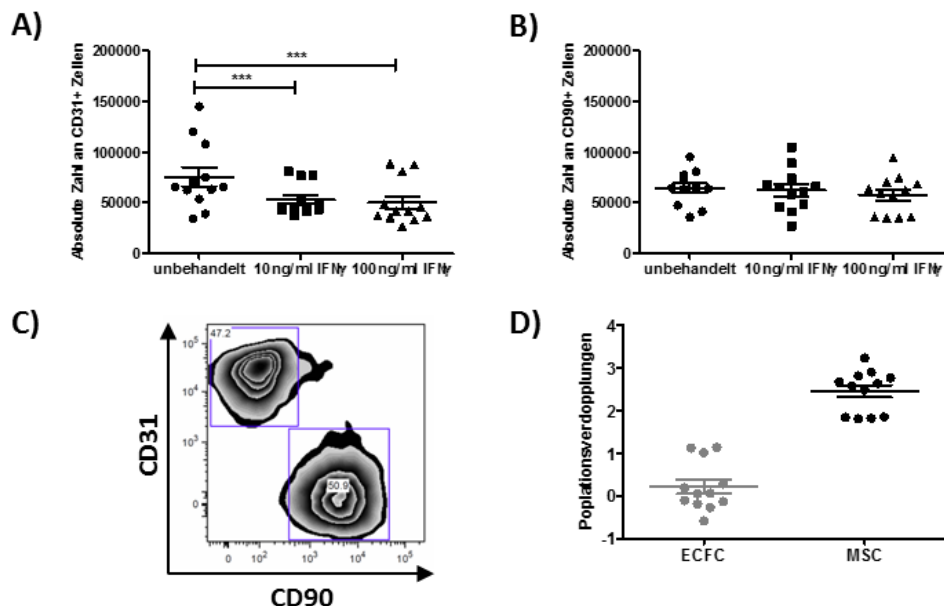 A)
Absolute Zahl an CD31+ Zellen
200000
150000
100000
50000
0
***
***
unbehandelt 10ng/ml IFNγ 100ng/ml IFNγ
B)
Absolute Zahl an CD90+ Zellen
200000
150000
100000
50000
0
unbehandelt 10ng/ml IFNγ 100ng/ml IFNγ
C)
CD31
47.2
10⁵
10⁴
10³
0
50.9
0 10² 10³ 10⁴ 10⁵
CD90
D)
Poplationsverdopplungen
4
3
2
1
0
-1
ECFC MSC